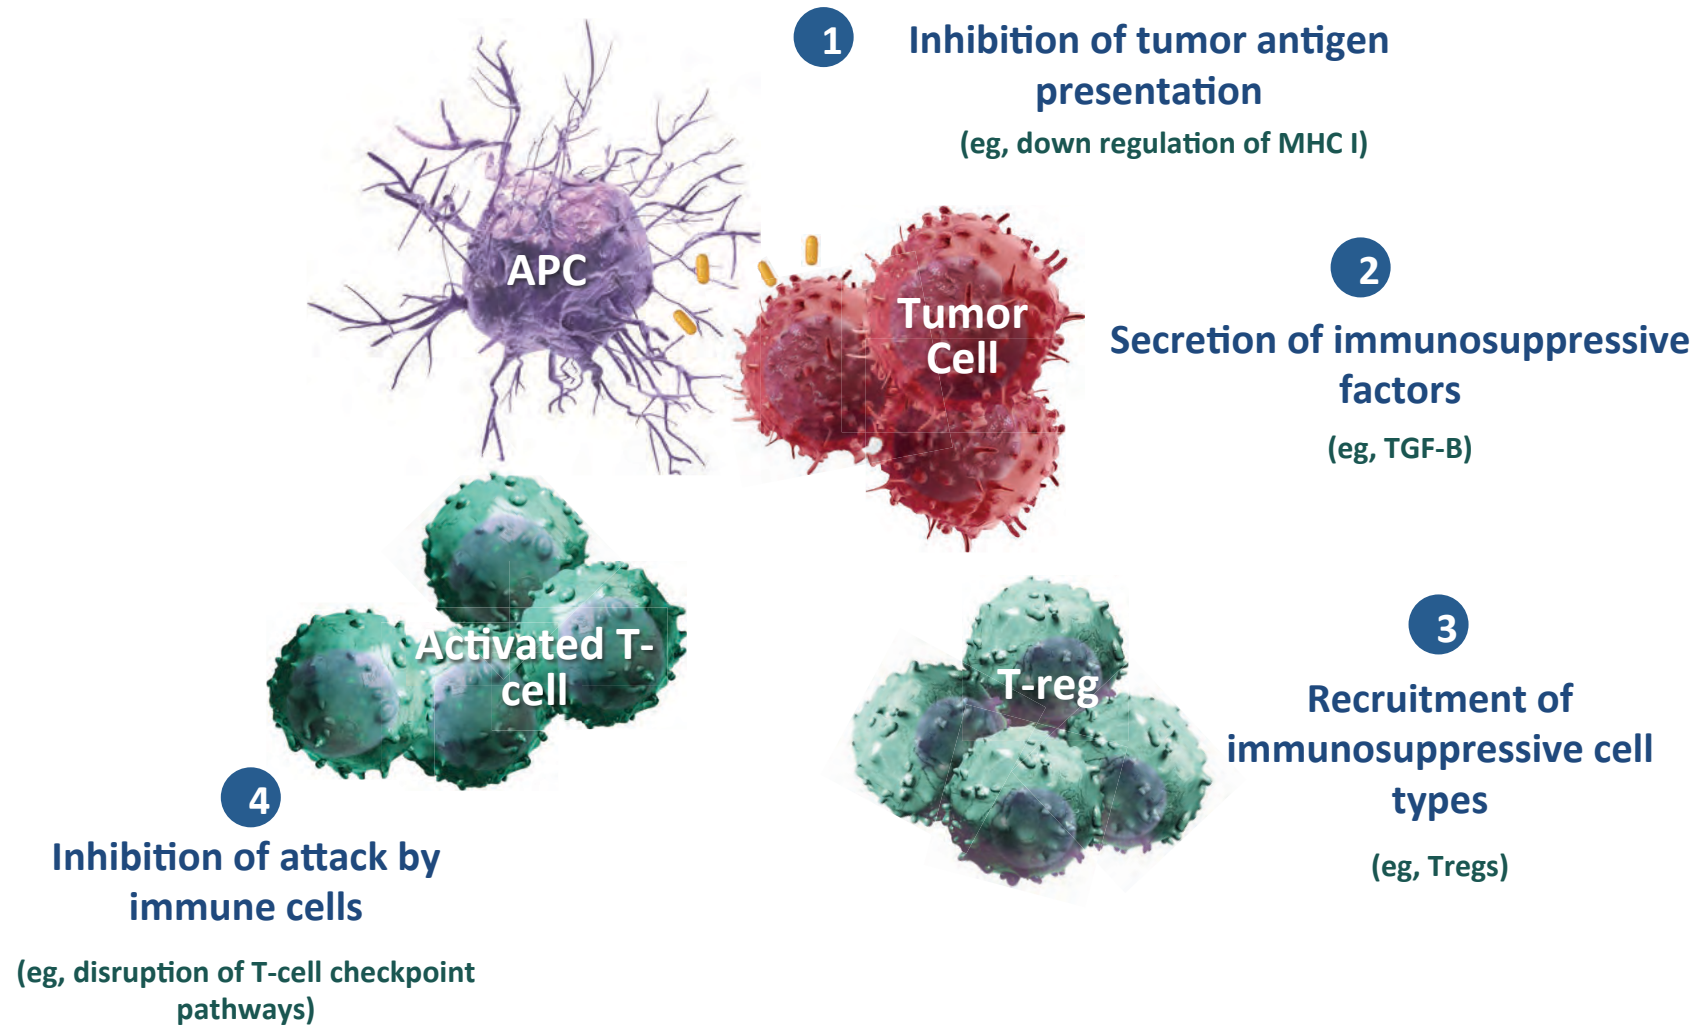 1
Inhibition of tumor antigen
presentation
(eg, down regulation of MHC I)
APC
Tumor
Cell
2
Secretion of immunosuppressive
factors
(eg, TGF-B)
Activated T-
cell
T-reg
3
Recruitment of
immunosuppressive cell
types
(eg, Tregs)
4
Inhibition of attack by
immune cells
(eg, disruption of T-cell checkpoint
pathways)